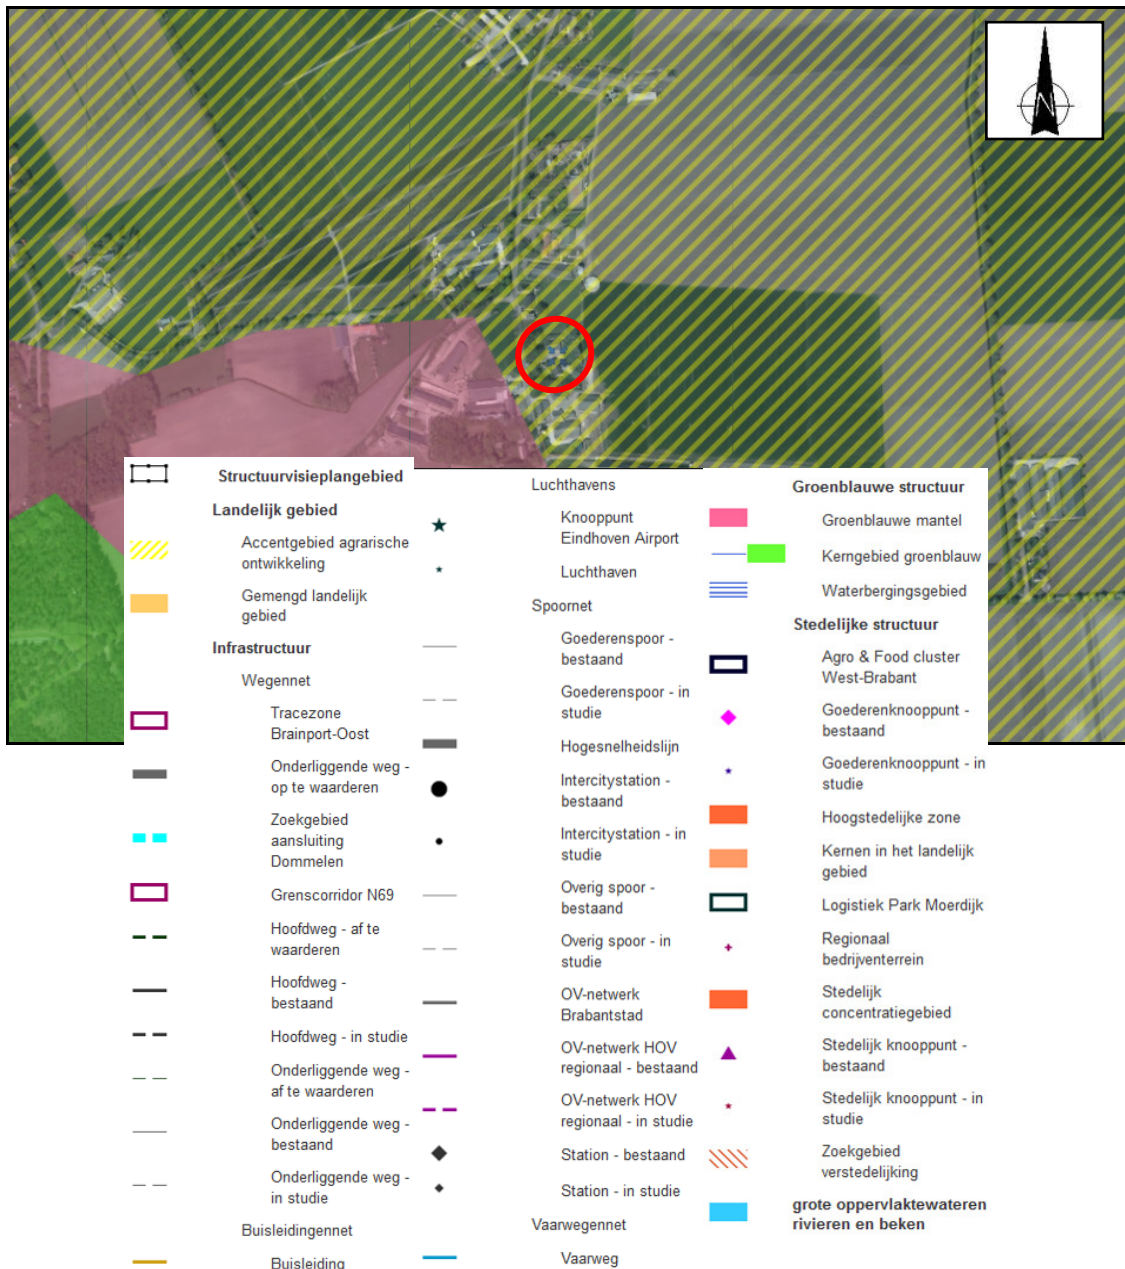 N
Structuurvisieplangebied
Landelijk gebied
Accentgebied agrarische
ontwikkeling
Gemengd landelijk
gebied
Infrastructuur
Wegennet
Tracezone
Brainport-Oost
Onderliggende weg -
op te waarderen
Zoekgebied
aansluiting
Dommelen
Grenscorridor N69
Hoofdweg - af te
waarderen
Hoofdweg -
bestaand
Hoofdweg - in studie
Onderliggende weg -
af te waarderen
Onderliggende weg -
bestaand
Onderliggende weg -
in studie
Buisleidingennet
Buisleiding
Luchthavens
Knooppunt
Eindhoven Airport
Luchthaven
Spoornet
Goederenspoor -
bestaand
Goederenspoor - in
studie
Hogesnelheidslijn
Intercitystation -
bestaand
Intercitystation - in
studie
Overig spoor -
bestaand
Overig spoor - in
studie
OV-netwerk
Brabantstad
OV-netwerk HOV
regionaal - bestaand
OV-netwerk HOV
regionaal - in studie
Station - bestaand
Station - in studie
Vaarwegennet
Vaarweg
Groenblauwe structuur
Groenblauwe mantel
Kerngebied groenblauw
Waterbergingsgebied
Stedelijke structuur
Agro & Food cluster
West-Brabant
Goederenknooppunt -
bestaand
Goederenknooppunt - in
studie
Hoogstedelijke zone
Kernen in het landelijk
gebied
Logistiek Park Moerdijk
Regionaal
bedrijventerrein
Stedelijk
concentratiegebied
Stedelijk knooppunt -
bestaand
Stedelijk knooppunt - in
studie
Zoekgebied
verstedelijking
grote oppervlaktewateren
rivieren en beken